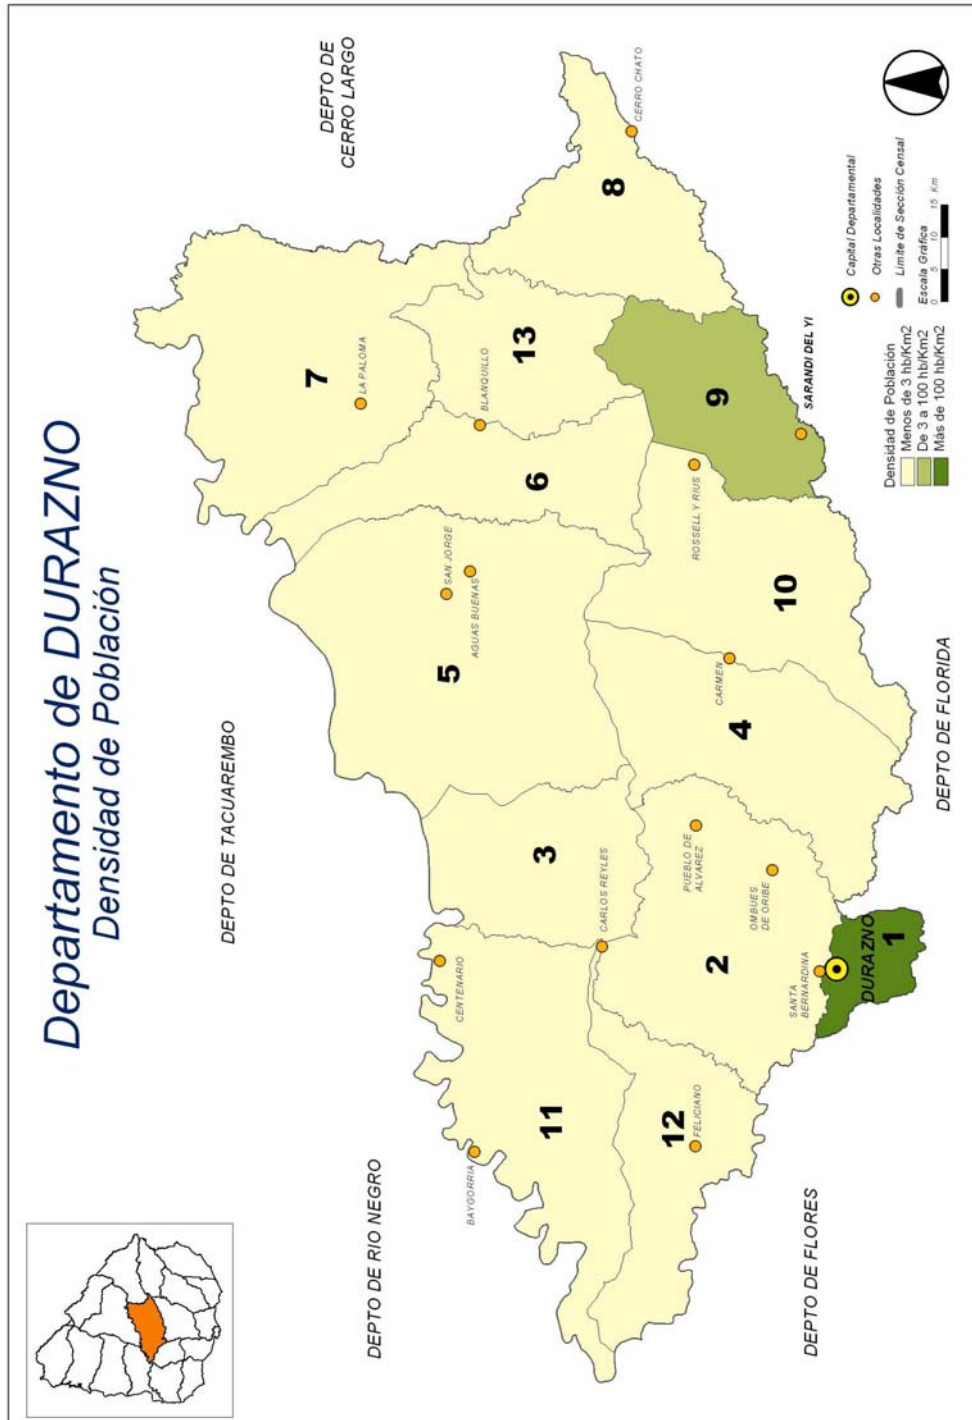 Departamento de DURAZNO
Densidad de Población
DEPTO DE TACUAREMBO
DEPTO DE
CERRO LARGO
DEPTO DE RIO NEGRO
DEPTO DE FLORES
DEPTO DE FLORIDA
7
LA PALOMA
5
SAN JORGE
AGUAS BUENAS
6
BLANQUILLO
13
8
CERRO CHATO
3
CENTENARIO
11
BAYGORRIA
CARLOS REYLES
12
FELICIANO
2
PUEBLO DE
ALVAREZ
OMBUES
DE ORIBE
SANTA
BERNARDINA
DURAZNO
1
4
CARMEN
10
ROSSELL Y RIUS
9
SARANDI DEL YI
Densidad de Población
Menos de 3 hb/Km2
De 3 a 100 hb/Km2
Más de 100 hb/Km2
Capital Departamental
Otras Localidades
Limite de Sección Censal
Escala Gráfica
0 5 10 15 Km